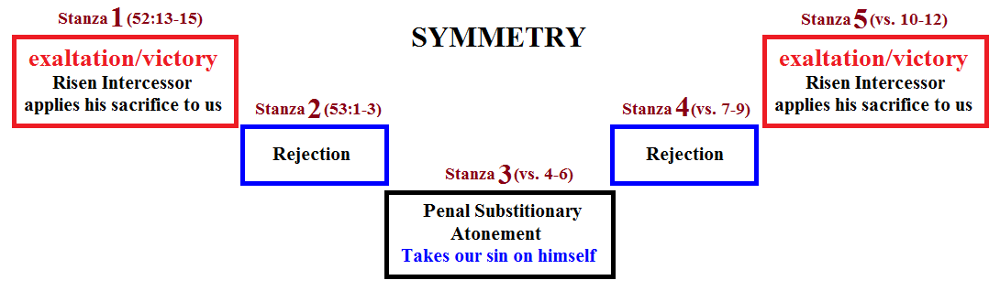 Stanza 1 (52:13-15)
exaltation/victory
Risen Intercessor
applies his sacrifice to us
SYMMETRY
Stanza 5 (vs. 10-12)
exaltation/victory
Risen Intercessor
applies his sacrifice to us
Stanza 2 (53:1-3)
Rejection
Stanza 4 (vs. 7-9)
Rejection
Stanza 3 (vs. 4-6)
Penal Substitionary
Atonement
Takes our sin on himself